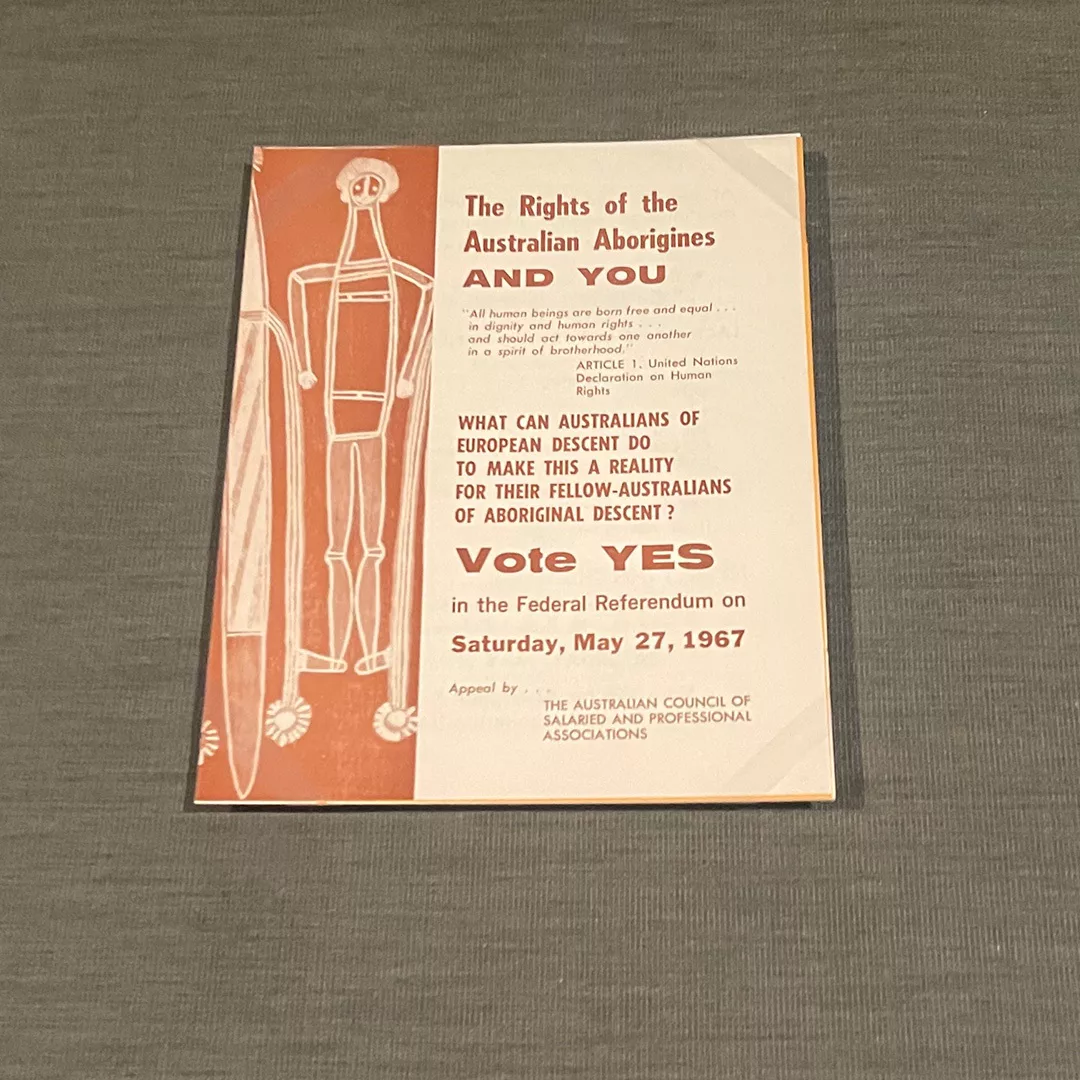 The Rights of the
Australian Aborigines
AND YOU
"All human beings are born free and equal . . .
in dignity and human rights . . .
and should act towards one another
in a spirit of brotherhood."
ARTICLE 1. United Nations
Declaration on Human
Rights
WHAT CAN AUSTRALIANS OF
EUROPEAN DESCENT DO
TO MAKE THIS A REALITY
FOR THEIR FELLOW-AUSTRALIANS
OF ABORIGINAL DESCENT?
Vote YES
in the Federal Referendum on
Saturday, May 27, 1967
Appeal by . . .
THE AUSTRALIAN COUNCIL OF
SALARIED AND PROFESSIONAL
ASSOCIATIONS